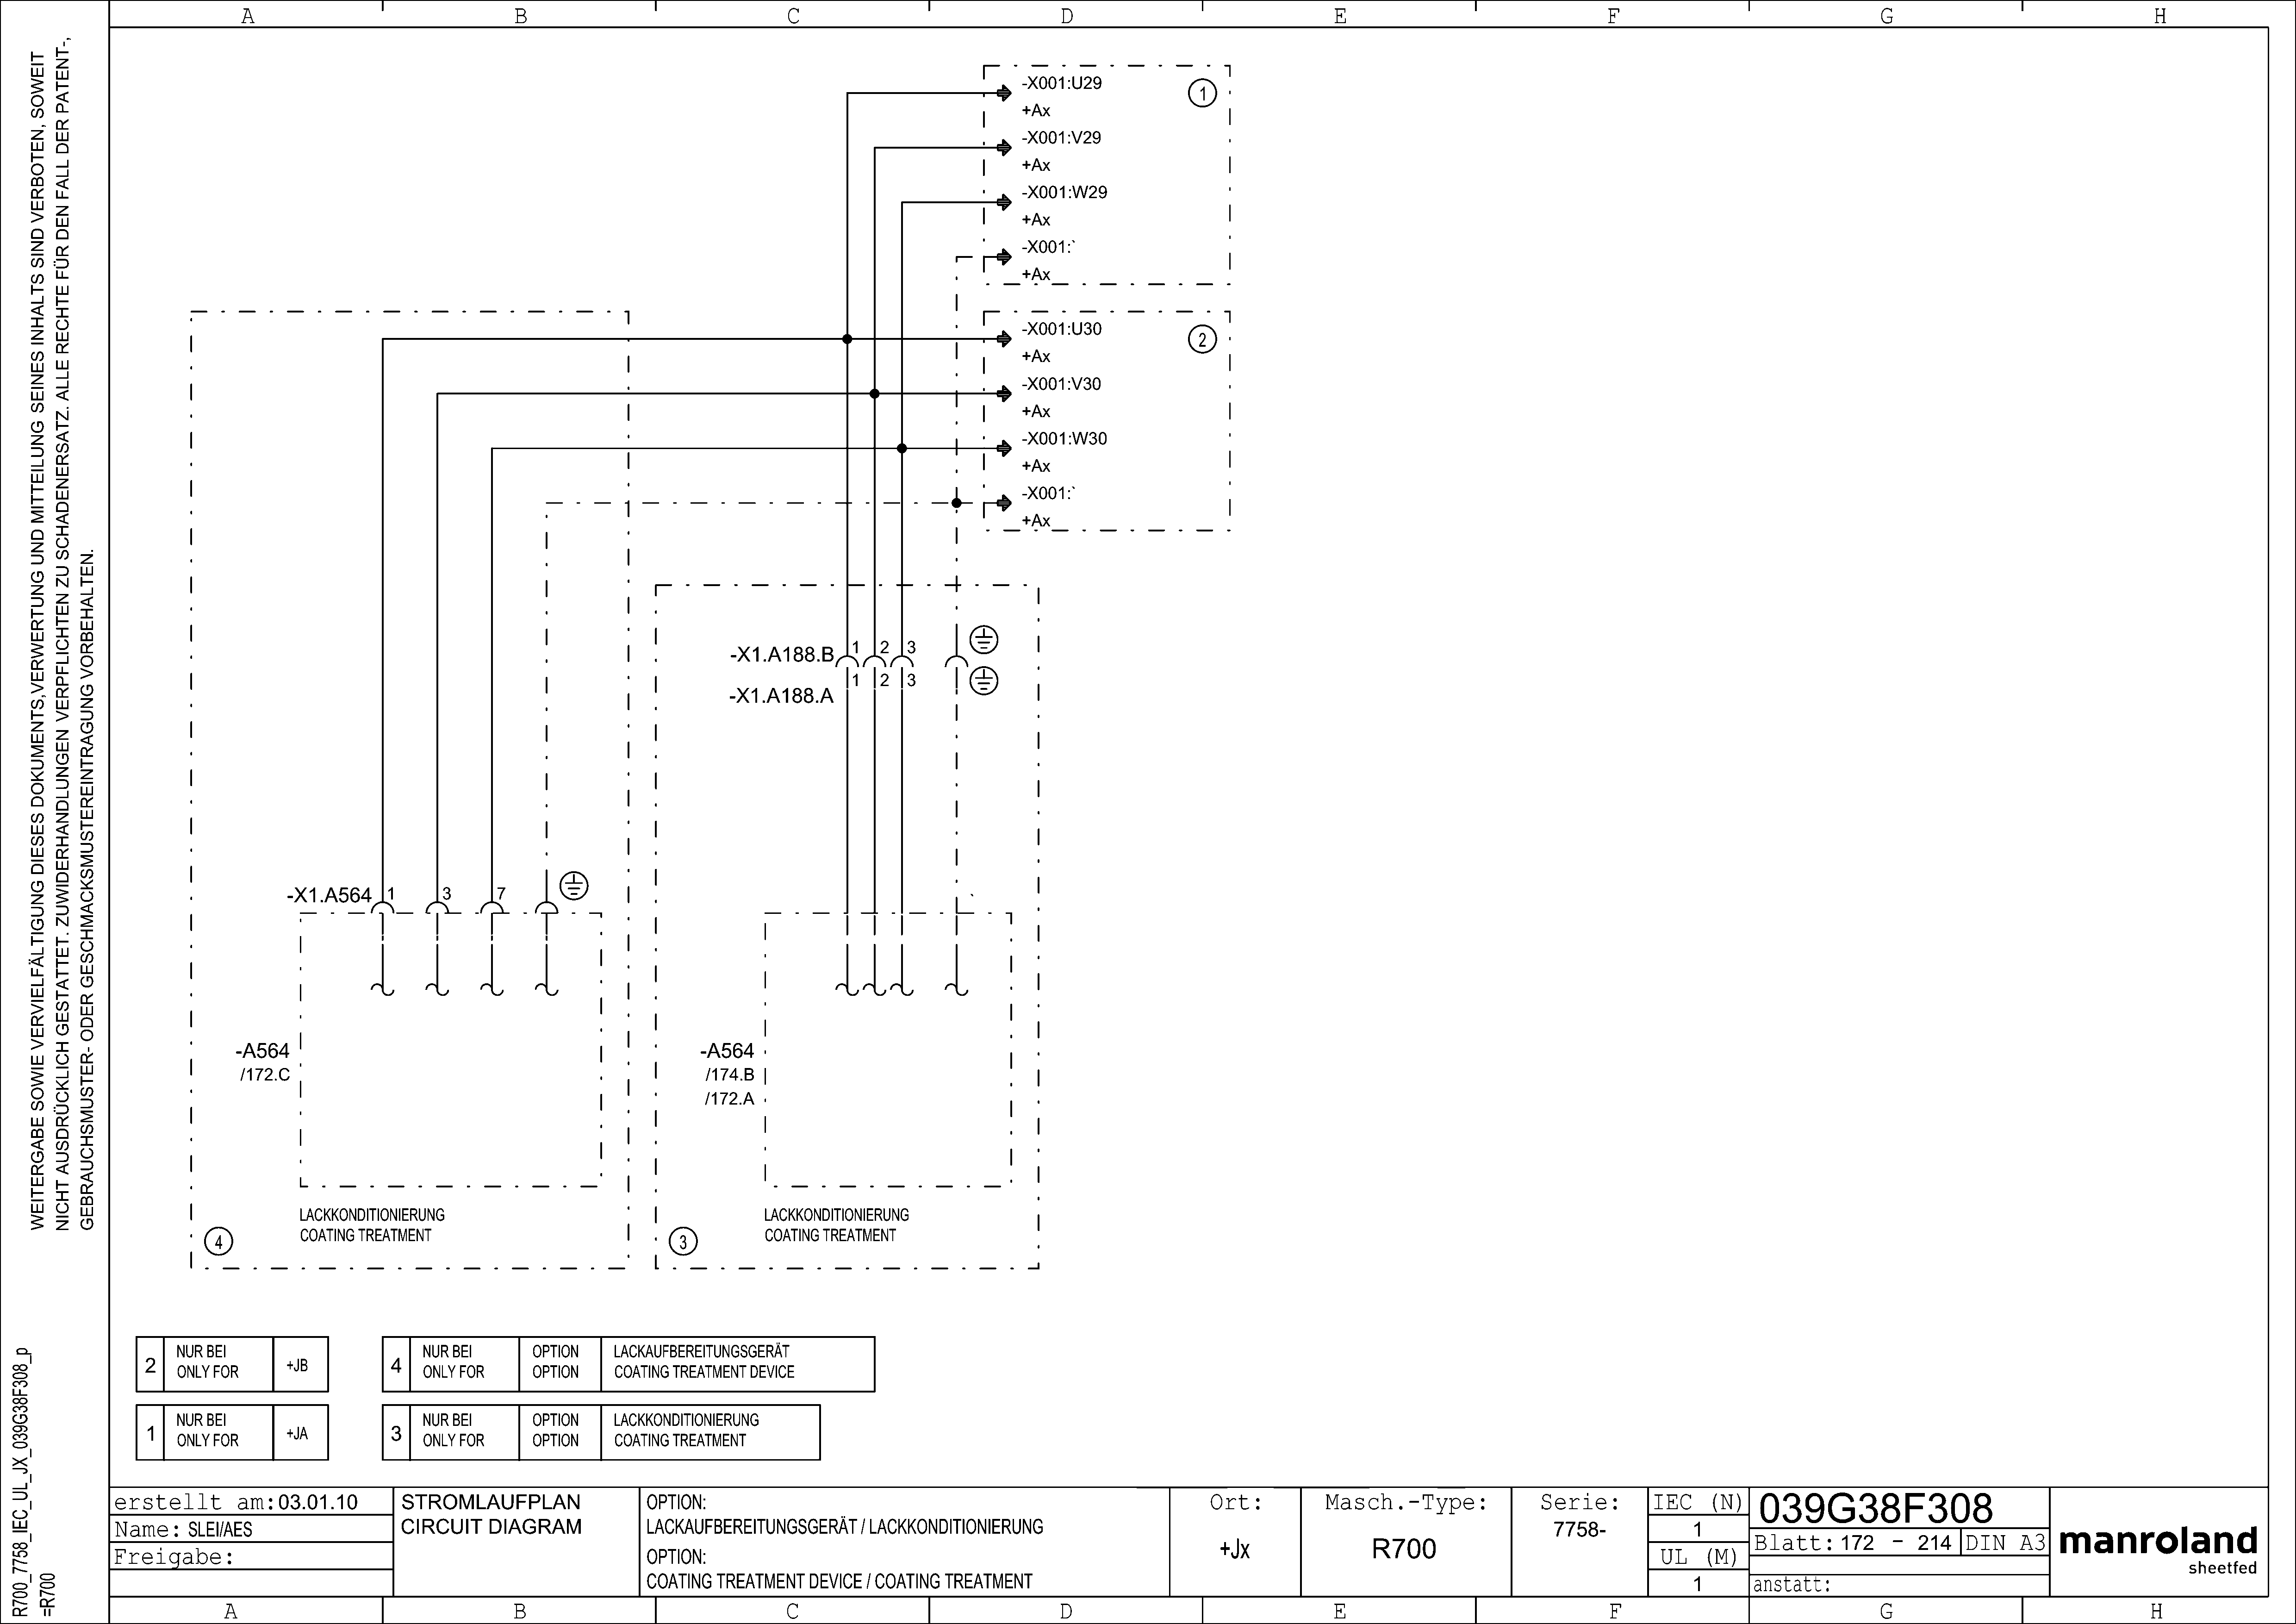 A B C D E F G H
WEITERGABE SOWIE VERVIELFÄLTIGUNG DIESES DOKUMENTS,VERWERTUNG UND MITTEILUNG SEINES INHALTS SIND VERBOTEN, SOWEIT
NICHT AUSDRÜCKLICH GESTATTET. ZUWIDERHANDLUNGEN VERPFLICHTEN ZU SCHADENERSATZ. ALLE RECHTE FÜR DEN FALL DER PATENT-,
GEBRAUCHSMUSTER- ODER GESCHMACKSMUSTEREINTRAGUNG VORBEHALTEN.
R700_7758_IEC_UL_JX_039G38F308_p
=R700
-X001:U29
1
+Ax
-X001:V29
+Ax
-X001:W29
+Ax
-X001:`
+Ax
-X001:U30
2
+Ax
-X001:V30
+Ax
-X001:W30
+Ax
-X001:`
+Ax
-X1.A188.B 1 2 3
-X1.A188.A 1 2 3
-X1.A564 1 3 7
`
-A564
/172.C
-A564
/174.B
/172.A
LACKKONDITIONIERUNG
COATING TREATMENT
4
LACKKONDITIONIERUNG
COATING TREATMENT
3
2 NUR BEI
ONLY FOR
+JB
4 NUR BEI
ONLY FOR
OPTION
OPTION
LACKAUFBEREITUNGSGERÄT
COATING TREATMENT DEVICE
1 NUR BEI
ONLY FOR
+JA
3 NUR BEI
ONLY FOR
OPTION
OPTION
LACKKONDITIONIERUNG
COATING TREATMENT
erstellt am: 03.01.10
Name: SLEI/AES
Freigabe:
STROMLAUFPLAN
CIRCUIT DIAGRAM
OPTION:
LACKAUFBEREITUNGSGERÄT / LACKKONDITIONIERUNG
OPTION:
COATING TREATMENT DEVICE / COATING TREATMENT
Ort:
+Jx
Masch.-Type:
R700
Serie:
7758-
IEC (N)
1
UL (M)
1
039G38F308
Blatt: 172 - 214 DIN A3
anstatt:
manroland
sheetfed
A B C D E F G H